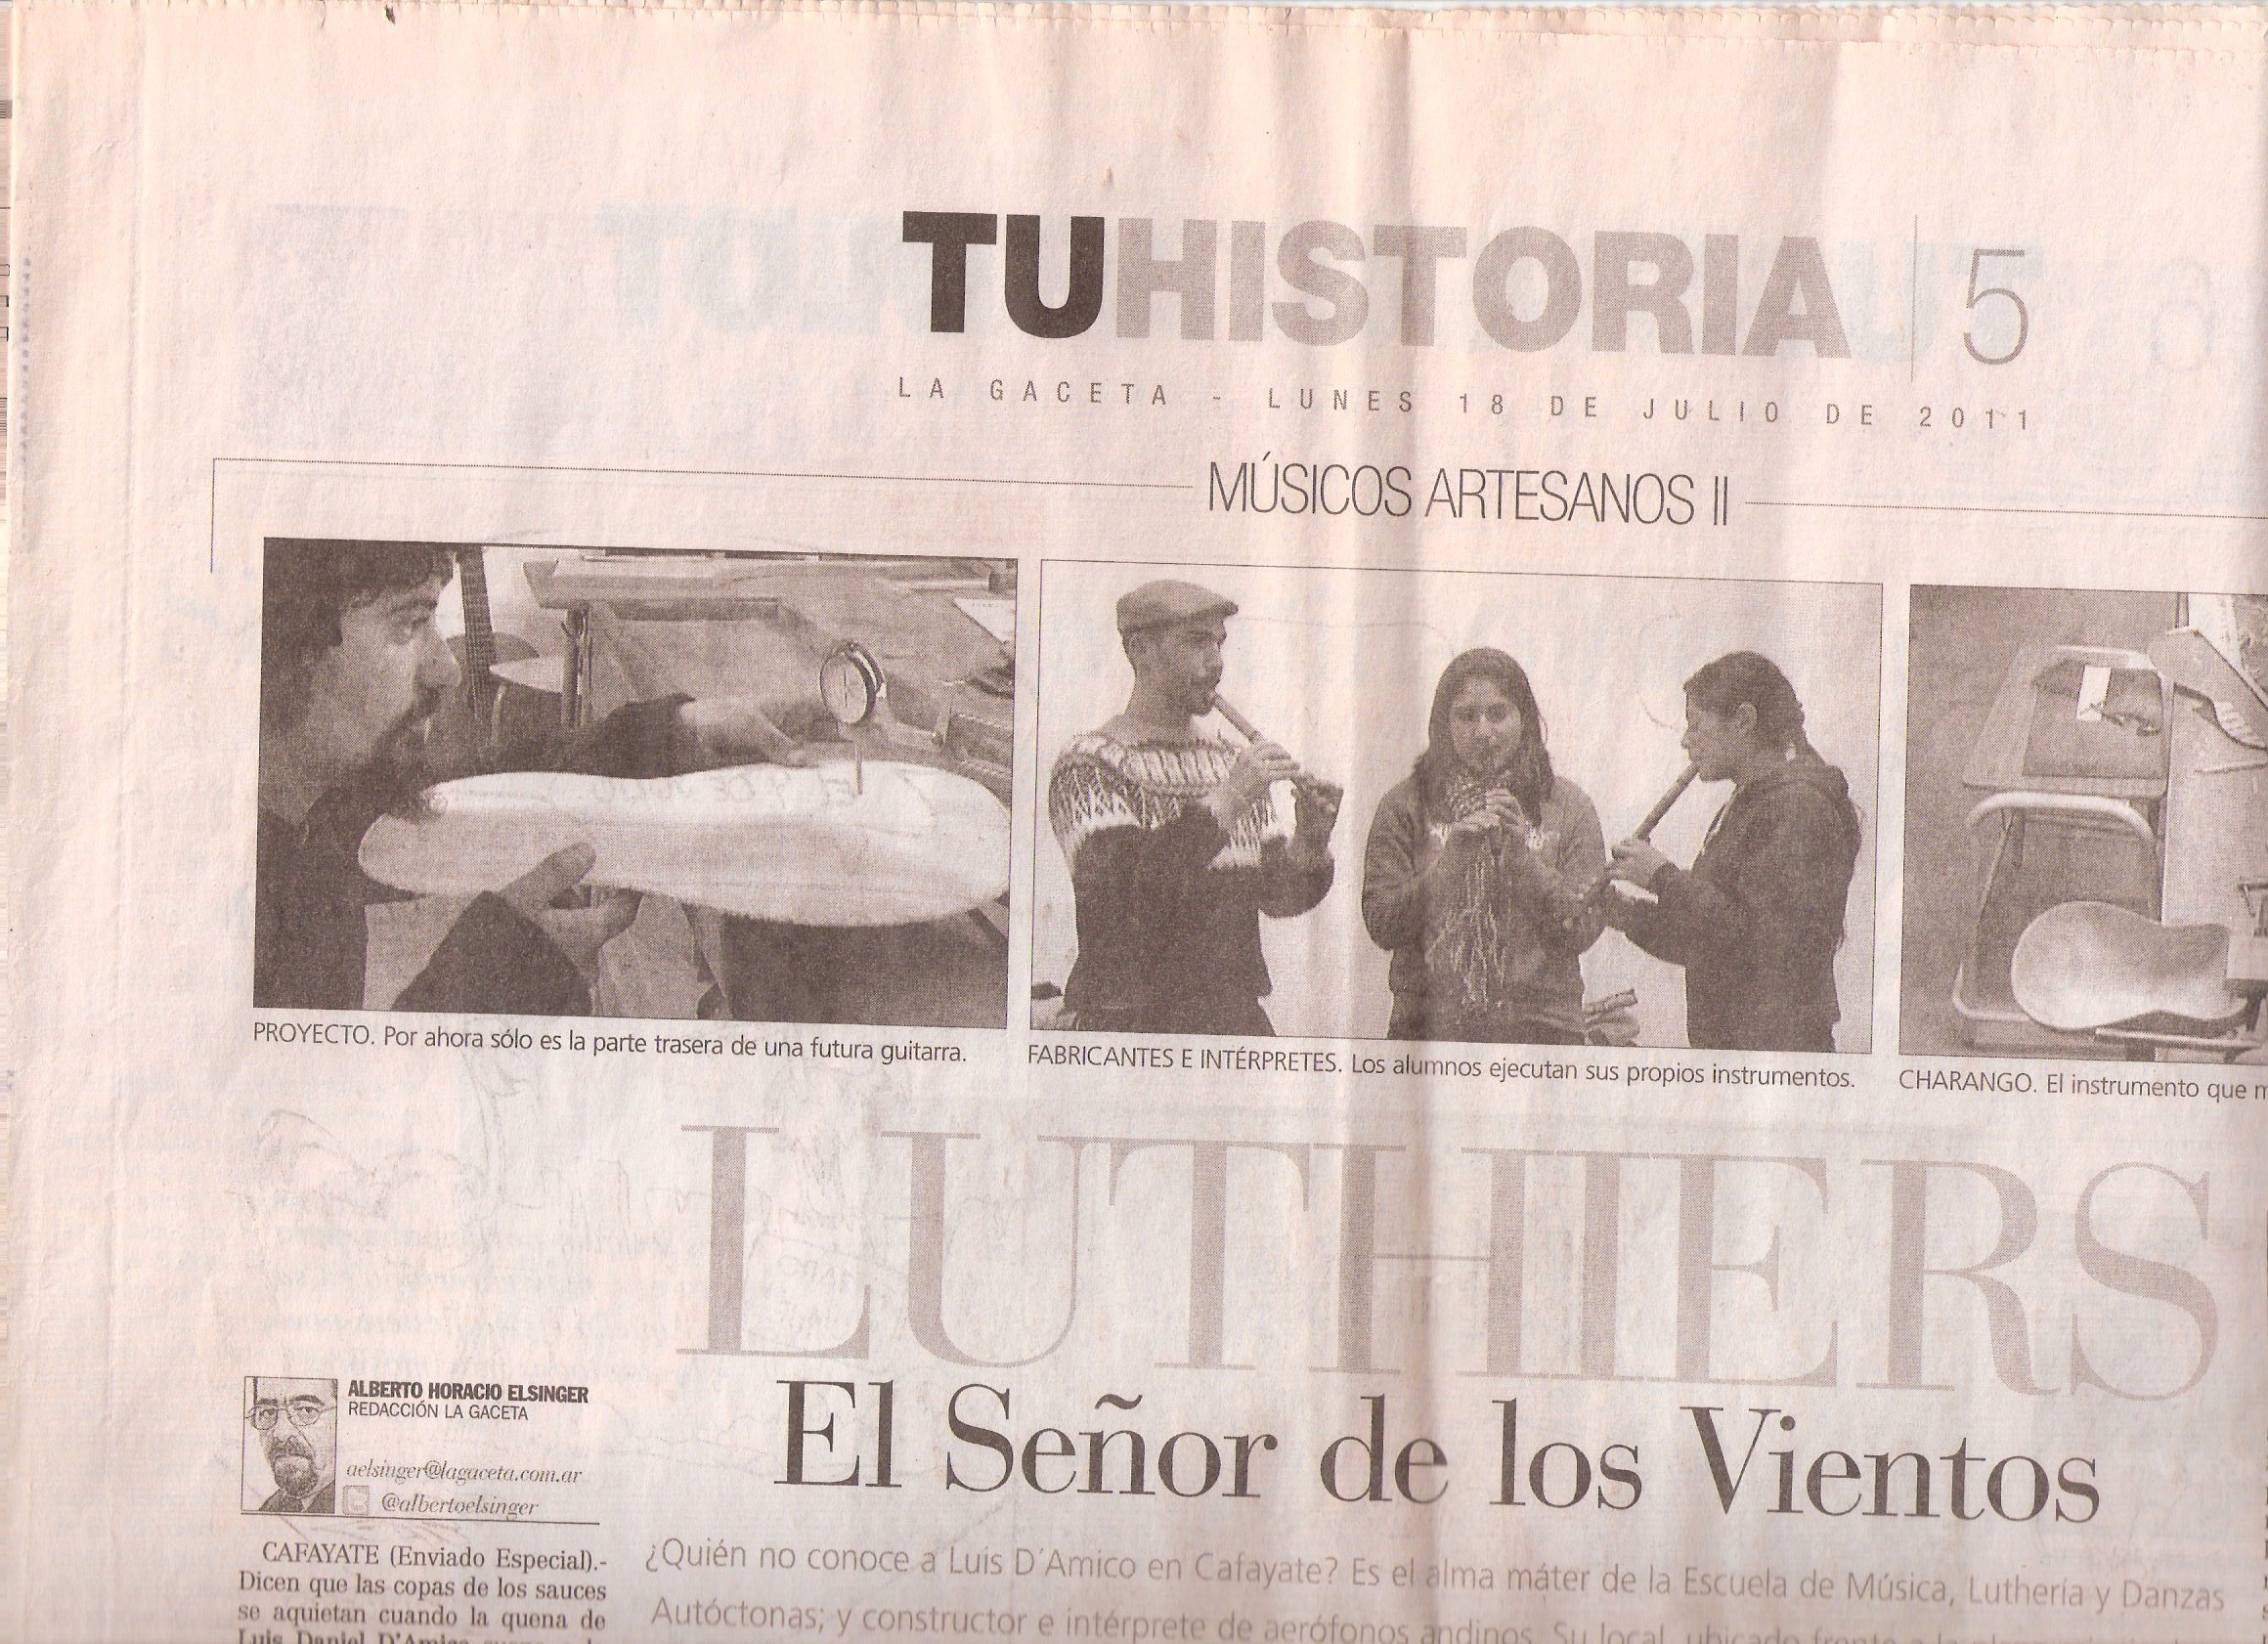 TUHISTORIA | 5
LA GACETA - LUNES 18 DE JULIO DE 2011
MÚSICOS ARTESANOS II
PROYECTO. Por ahora sólo es la parte trasera de una futura guitarra.
FABRICANTES E INTÉRPRETES. Los alumnos ejecutan sus propios instrumentos.
CHARANGO. El instrumento que
LUTHIERS
El Señor de los Vientos
ALBERTO HORACIO ELSINGER
REDACCIÓN LA GACETA
aelsinger@lagaceta.com.ar
@albertoelsinger
CAFAYATE (Enviado Especial).-
Dicen que las copas de los sauces
se aquietan cuando la quena de
Luis Daniel D'Amico
¿Quién no conoce a Luis D´Amico en Cafayate? Es el alma máter de la Escuela de Música, Luthería y Danzas
Autóctonas; y constructor e intérprete de aerófonos andinos. Su local, ubicado frente a la